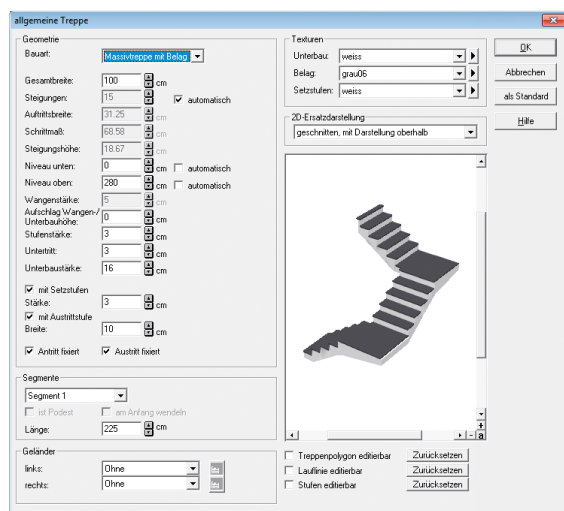 allgemeine Treppe
Geometrie
Bauart: Massivtreppe mit Belag
Gesamtbreite: 100 cm
Steigungen: 15 automatisch
Auftrittsbreite: 31.25 cm
Schrittmaß: 68.58 cm
Steigungshöhe: 18.67 cm
Niveau unten: 0 cm automatisch
Niveau oben: 280 cm automatisch
Wangenstärke: 5 cm
Aufschlag Wangen-/
Unterbauhöhe: 0 cm
Stufenstärke: 3 cm
Untertritt: 3 cm
Unterbaustärke: 16 cm
mit Setzstufen
Stärke: 3 cm
mit Austrittstufe
Breite: 10 cm
Antritt fixiert Austritt fixiert
Segmente
Segment 1
ist Podest am Anfang wendeln
Länge: 225 cm
Geländer
links: Ohne
rechts: Ohne
Texturen
Unterbau: weiss
Belag: grau06
Setzstufen: weiss
2D-Ersatzdarstellung
geschnitten, mit Darstellung oberhalb
+
- a
Treppenpolygon editierbar Zurücksetzen
Lauflinie editierbar Zurücksetzen
Stufen editierbar Zurücksetzen
OK
Abbrechen
als Standard
Hilfe